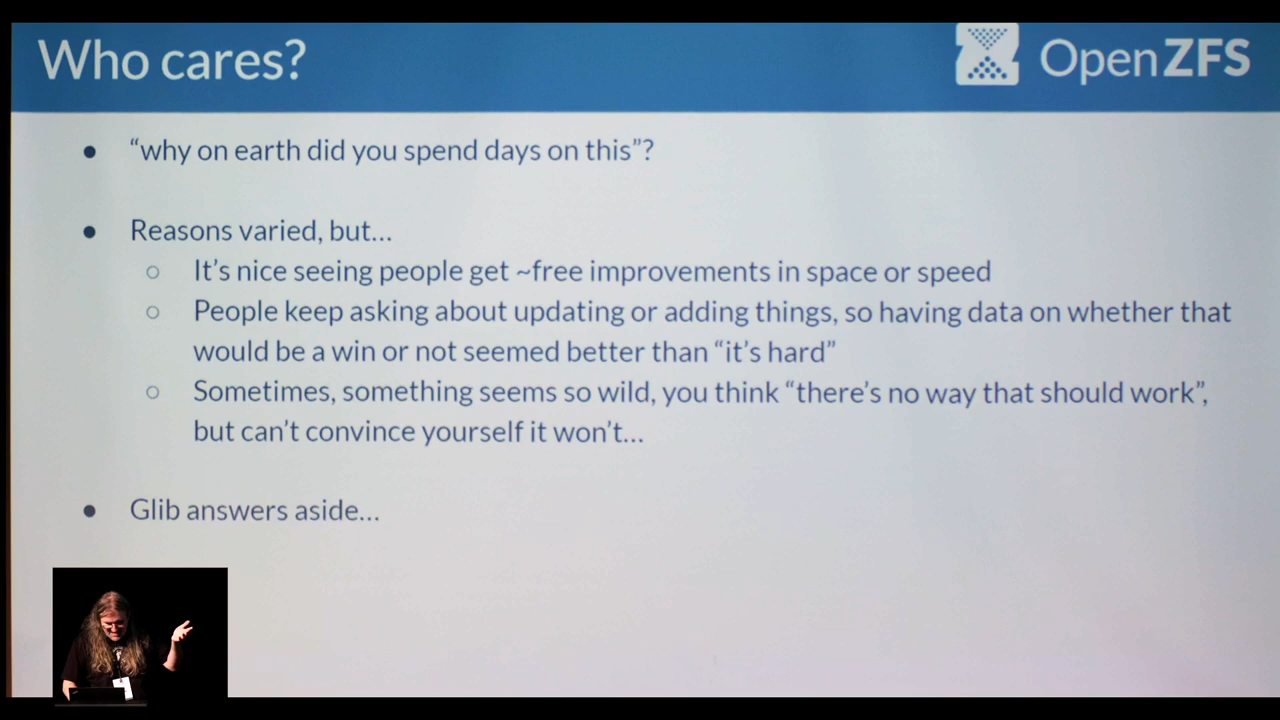 Who cares?
OpenZFS
● “why on earth did you spend days on this”?
● Reasons varied, but…
○ It’s nice seeing people get ~free improvements in space or speed
○ People keep asking about updating or adding things, so having data on whether that
would be a win or not seemed better than “it’s hard”
○ Sometimes, something seems so wild, you think “there’s no way that should work”,
but can’t convince yourself it won’t…
● Glib answers aside…